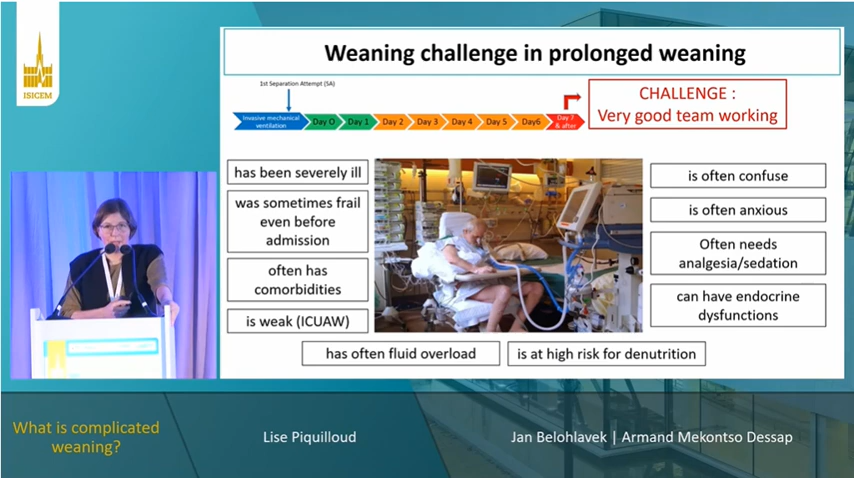 ISICEM
Weaning challenge in prolonged weaning
1st Separation Attempt (SA)
Invasive mechanical
ventilation
Day 0
Day 1
Day 2
Day 3
Day 4
Day 5
Day6
Day 7
& after
CHALLENGE :
Very good team working
has been severely ill
was sometimes frail
even before
admission
often has
comorbidities
is weak (ICUAW)
is often confuse
is often anxious
Often needs
analgesia/sedation
can have endocrine
dysfunctions
has often fluid overload
is at high risk for denutrition
What is complicated
weaning?
Lise Piquilloud
Jan Belohlavek | Armand Mekontso Dessap